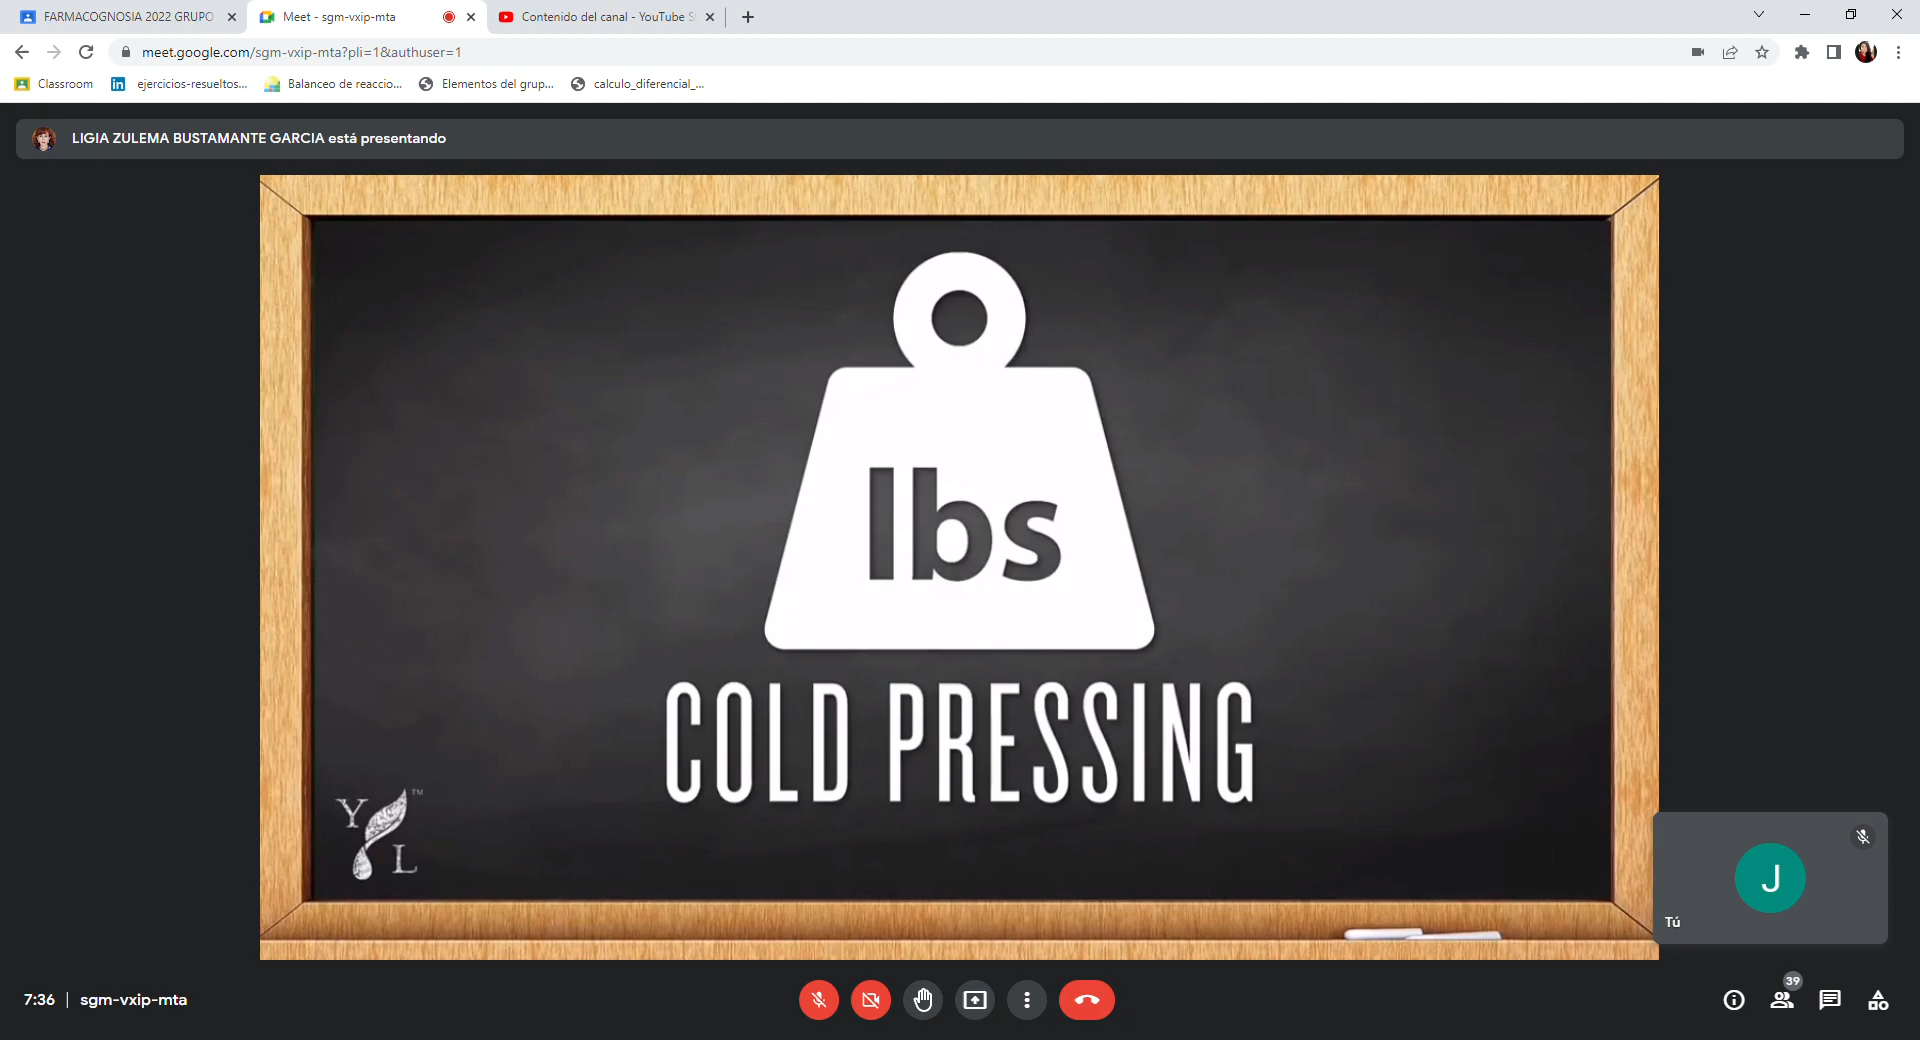 FARMACOGNOSIA 2022 GRUPO
Meet - sgm-vxip-mta
Contenido del canal - YouTube S
meet.google.com/sgm-vxip-mta?pli=1&authuser=1
Classroom
ejercicios-resueltos...
Balanceo de reaccio...
Elementos del grup...
calculo_diferencial_...
LIGIA ZULEMA BUSTAMANTE GARCIA está presentando
lbs
COLD PRESSING
Y L ™
J
Tú
7:36 | sgm-vxip-mta
39